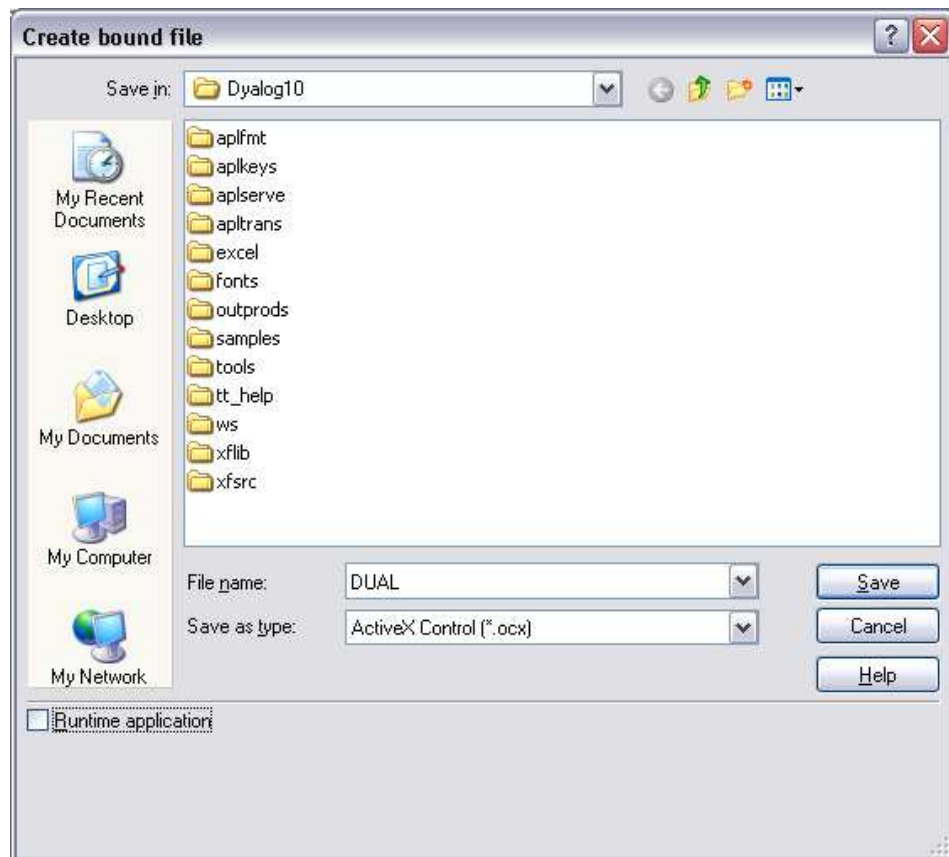 Create bound file
?
Save in: Dyalog10
aplfmt
aplkeys
aplserve
apltrans
excel
fonts
outprods
samples
tools
tt_help
ws
xflib
xfsrc
My Recent
Documents
Desktop
My Documents
My Computer
My Network
File name: DUAL Save
Save as type: ActiveX Control (*.ocx) Cancel
Help
Runtime application